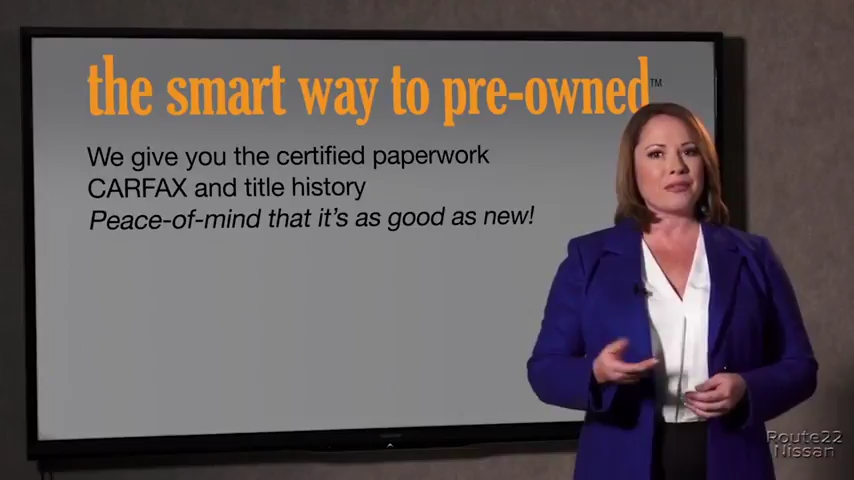 the smart way to pre-owned™
We give you the certified paperwork
CARFAX and title history
Peace-of-mind that it's as good as new!
Route22
Nissan